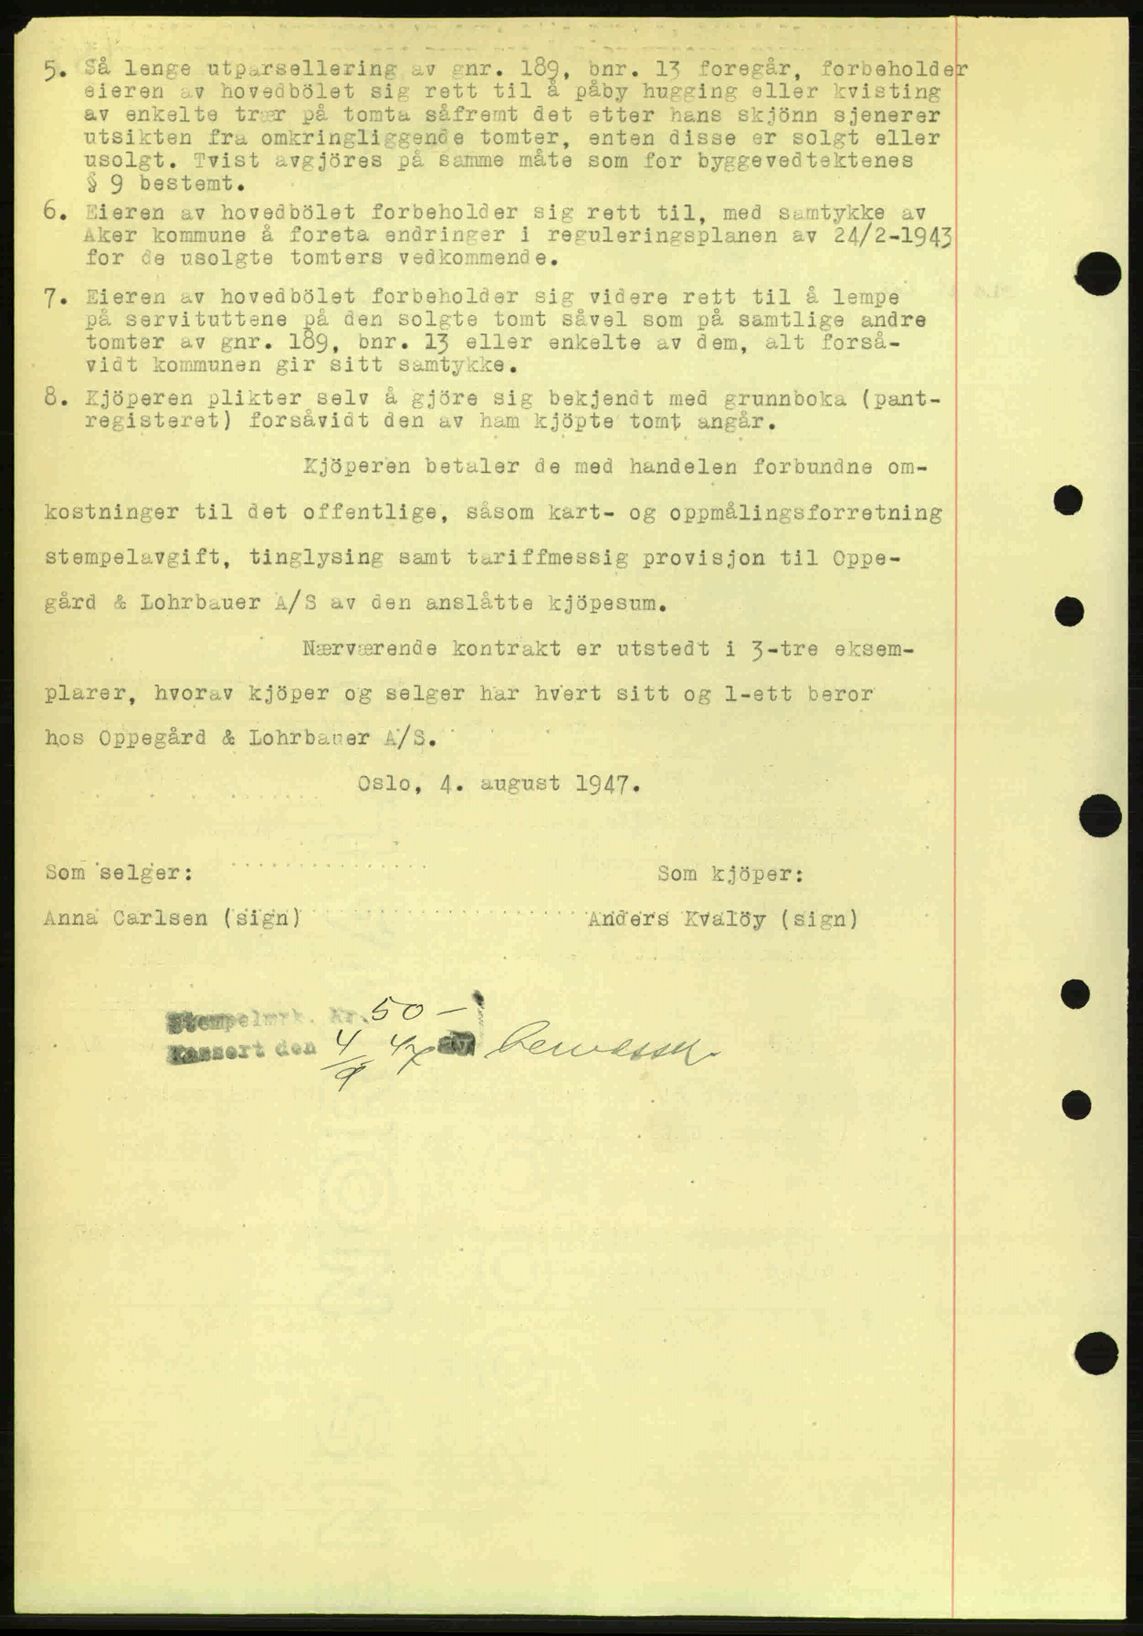 5. Så lenge utparsellering av gnr. 189, bnr. 13 foregår, forbeholder
eieren av hovedbölet sig rett til å påby hugging eller kvisting
av enkelte trær på tomta såfremt det etter hans skjönn sjenerer
utsikten fra omkringliggende tomter, enten disse er solgt eller
usolgt. Tvist avgjöres på samme måte som for byggevedtektenes
§ 9 bestemt.
6. Eieren av hovedbölet forbeholder sig rett til, med samtykke av
Aker kommune å foreta endringer i reguleringsplanen av 24/2-1943
for de usolgte tomters vedkommende.
7. Eieren av hovedbölet forbeholder sig videre rett til å lempe
på servituttene på den solgte tomt såvel som på samtlige andre
tomter av gnr. 189, bnr. 13 eller enkelte av dem, alt forså-
vidt kommunen gir sitt samtykke.
8. Kjöperen plikter selv å gjöre sig bekjendt med grunnboka (pant-
registeret) forsåvidt den av ham kjöpte tomt angår.
Kjöperen betaler de med handelen forbundne om-
kostninger til det offentlige, såsom kart- og oppmålingsforretning
stempelavgift, tinglysing samt tariffmessig provisjon til Oppe-
gård & Lohrbauer A/S av den anslåtte kjöpesum.
Nærværende kontrakt er utstedt i 3-tre eksem-
plarer, hvorav kjöper og selger har hvert sitt og 1-ett beror
hos Oppegård & Lohrbauer A/S.
Oslo, 4. august 1947.
Som selger: Som kjöper:
Anna Carlsen (sign) Anders Kvalöy (sign)
Stempelmrk. Kr. 50 -
Kassert den 4/9 47 av